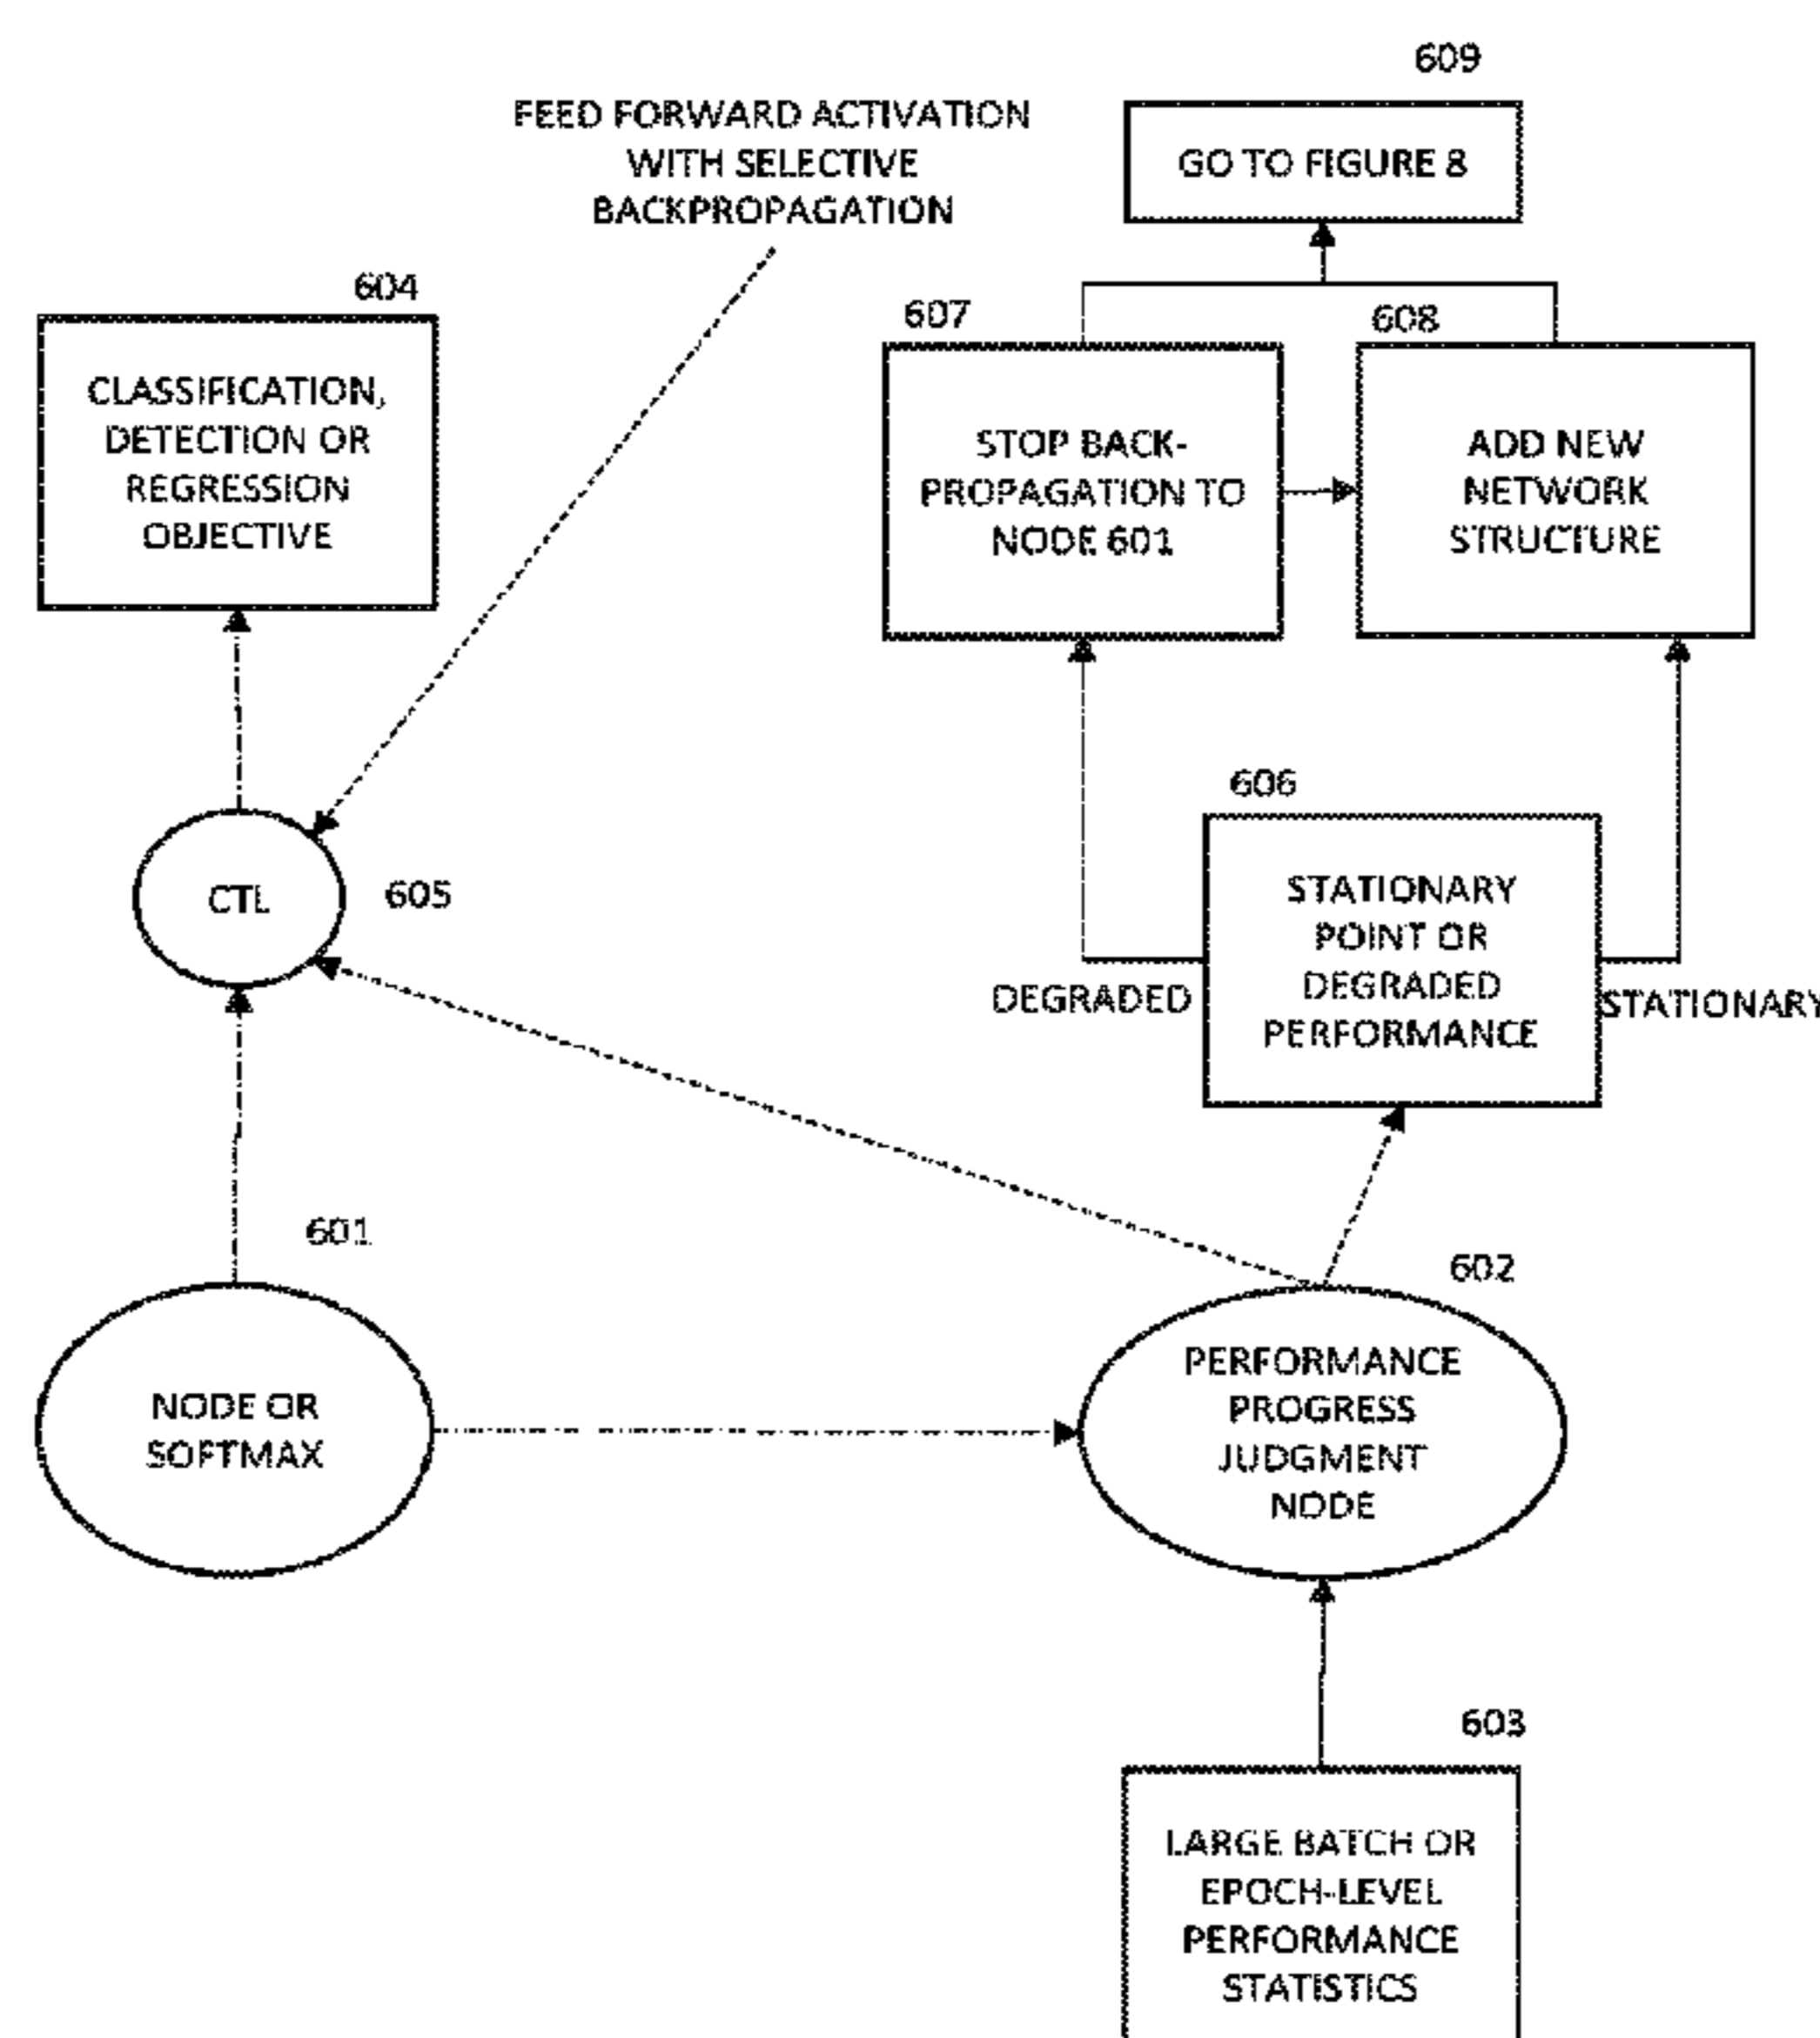 609
FEED FORWARD ACTIVATION
WITH SELECTIVE
BACKPROPAGATION
GO TO FIGURE 8
604
607
608
CLASSIFICATION,
DETECTION OR
REGRESSION
OBJECTIVE
STOP BACK-
PROPAGATION TO
NODE 601
ADD NEW
NETWORK
STRUCTURE
606
CTL
605
STATIONARY
POINT OR
DEGRADED
PERFORMANCE
DEGRADED
STATIONARY
601
602
NODE OR
SOFTMAX
PERFORMANCE
PROGRESS
JUDGMENT
NODE
603
LARGE BATCH OR
EPOCH-LEVEL
PERFORMANCE
STATISTICS